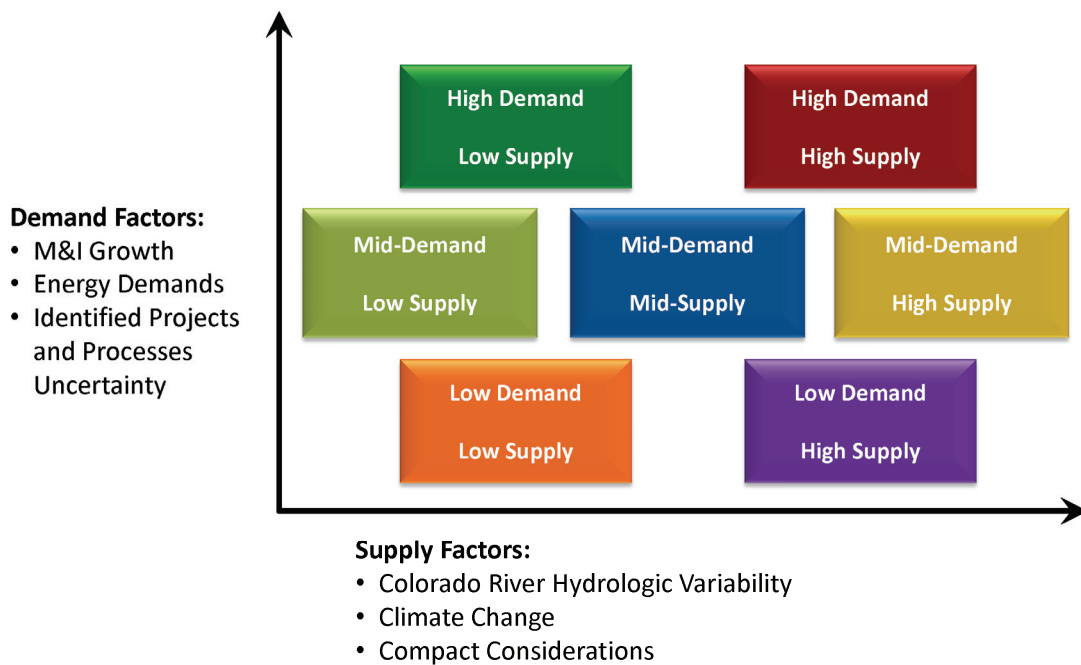 High Demand
Low Supply
High Demand
High Supply
Demand Factors:
• M&I Growth
• Energy Demands
• Identified Projects
and Processes
Uncertainty
Mid-Demand
Low Supply
Mid-Demand
Mid-Supply
Mid-Demand
High Supply
Low Demand
Low Supply
Low Demand
High Supply
Supply Factors:
• Colorado River Hydrologic Variability
• Climate Change
• Compact Considerations